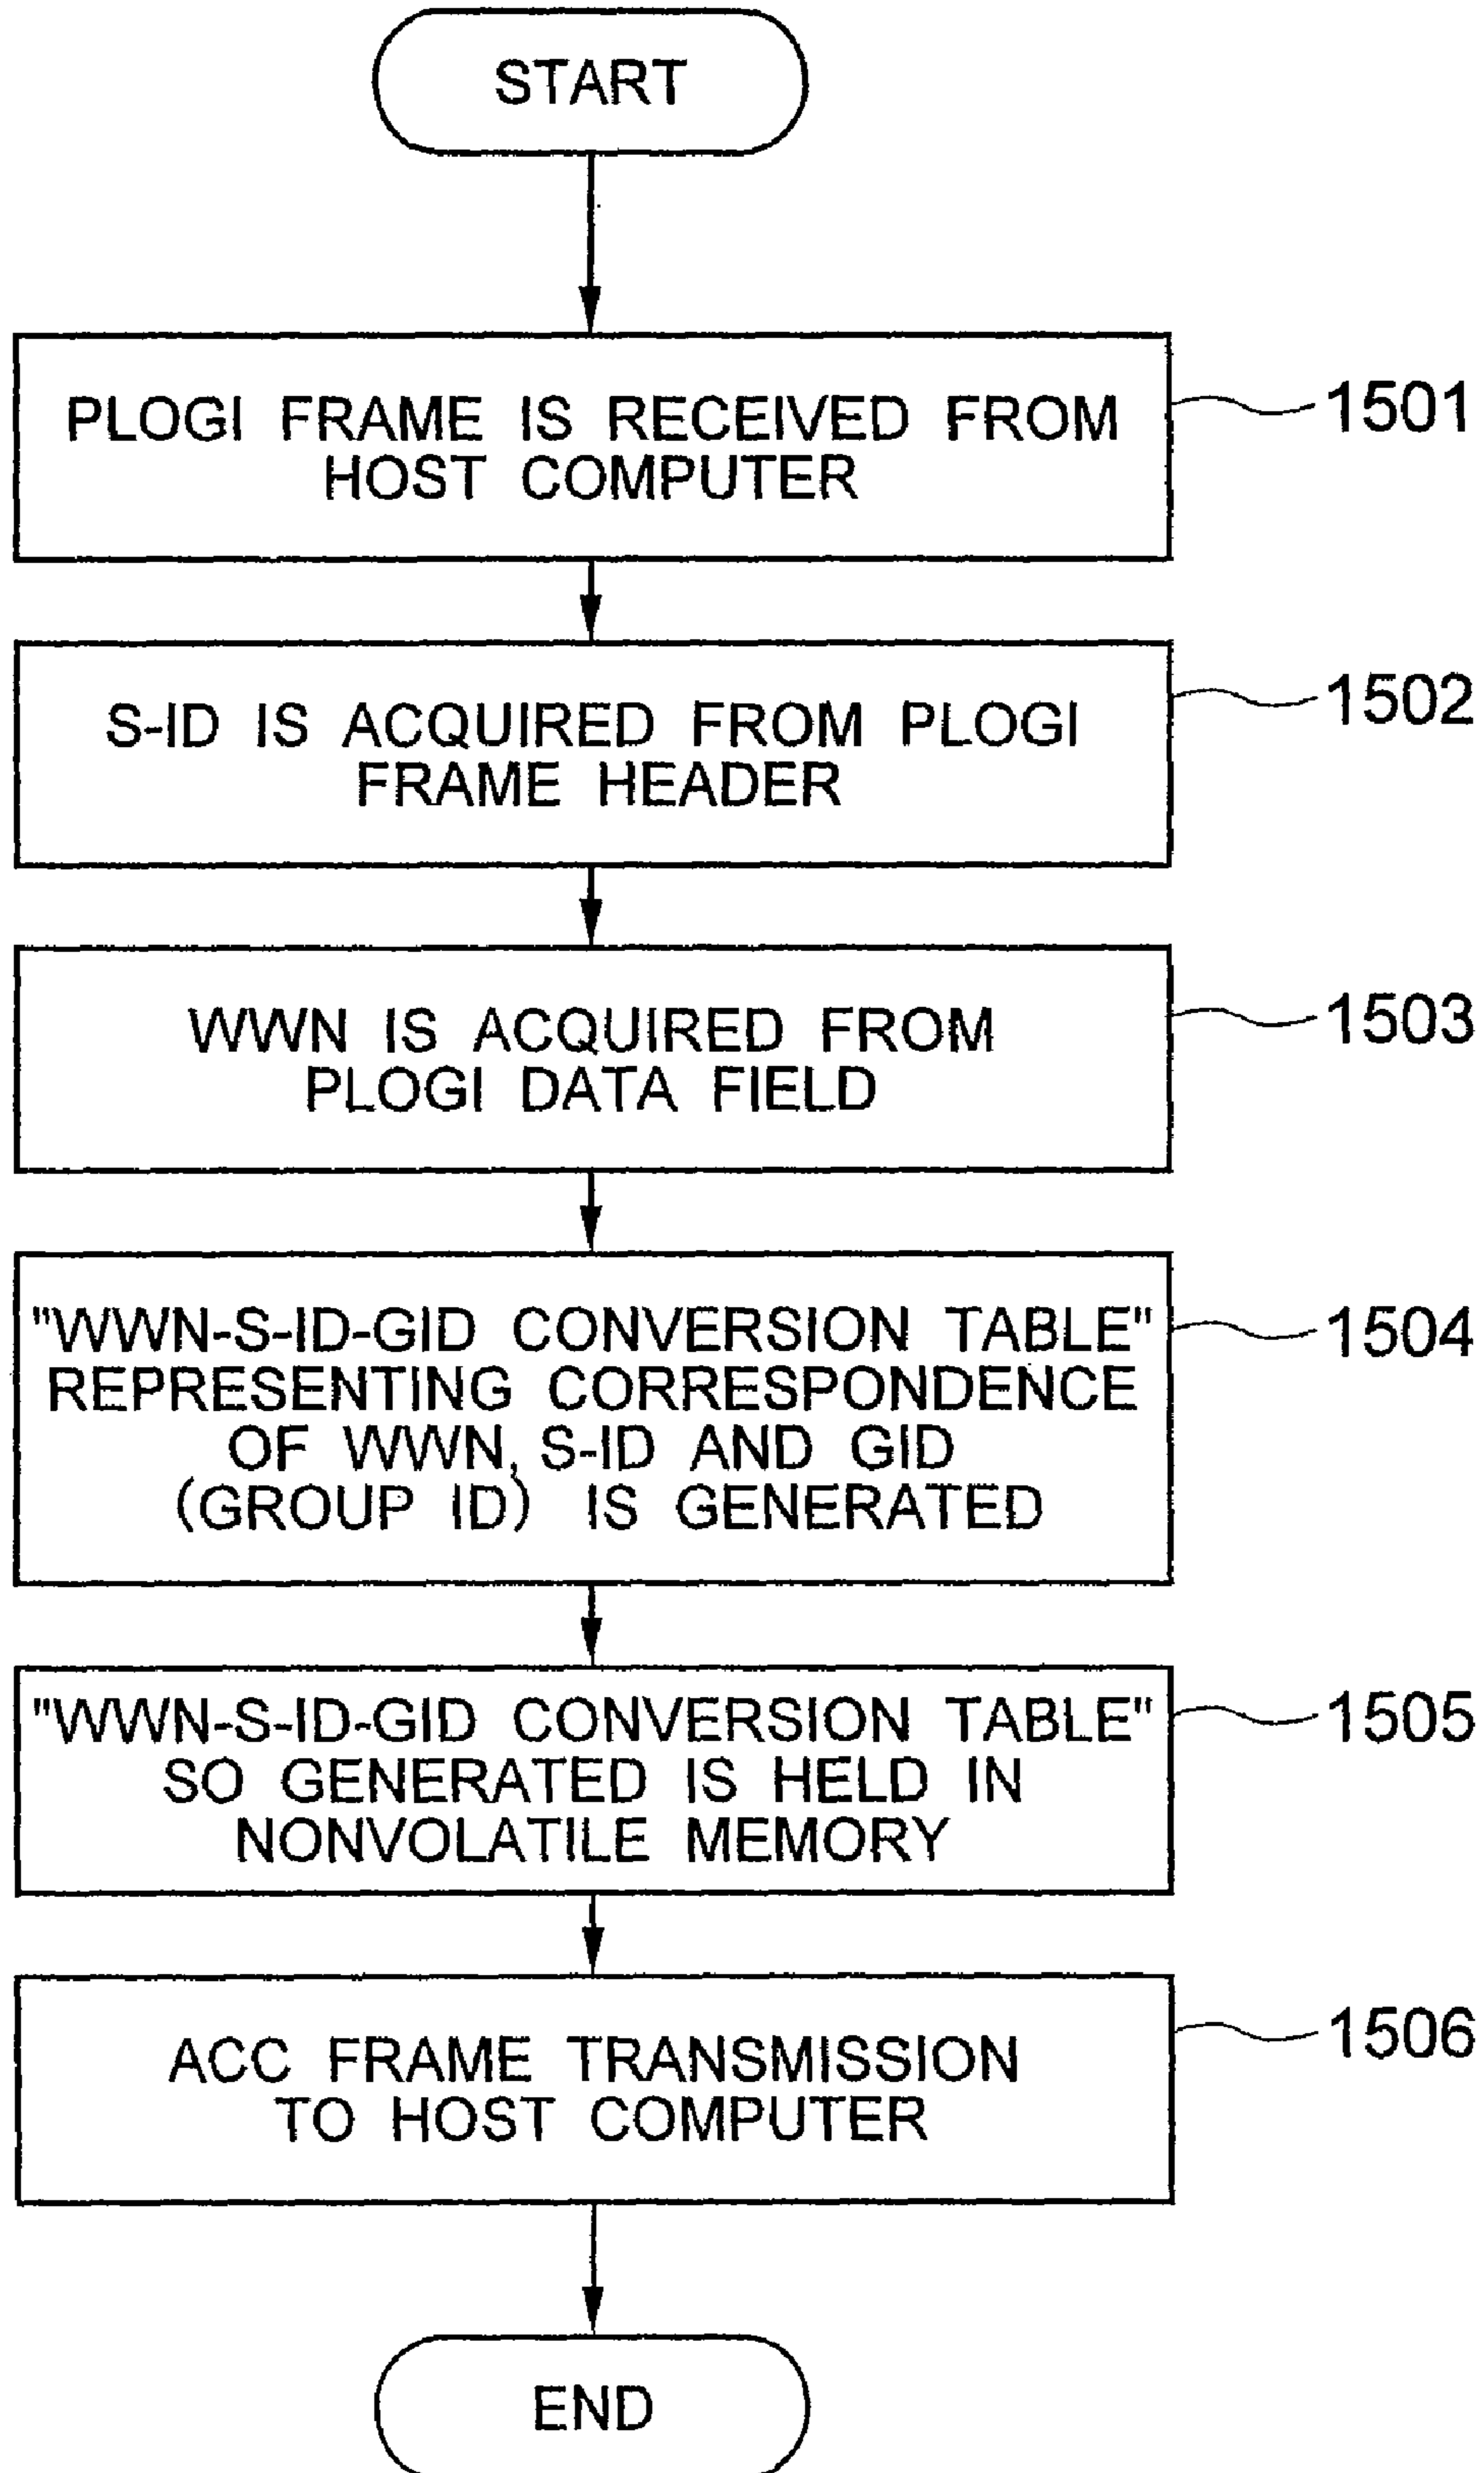 START
PLOGI FRAME IS RECEIVED FROM
HOST COMPUTER
1501
S-ID IS ACQUIRED FROM PLOGI
FRAME HEADER
1502
WWN IS ACQUIRED FROM
PLOGI DATA FIELD
1503
"WWN-S-ID-GID CONVERSION TABLE"
REPRESENTING CORRESPONDENCE
OF WWN, S-ID AND GID
(GROUP ID) IS GENERATED
1504
"WWN-S-ID-GID CONVERSION TABLE"
SO GENERATED IS HELD IN
NONVOLATILE MEMORY
1505
ACC FRAME TRANSMISSION
TO HOST COMPUTER
1506
END